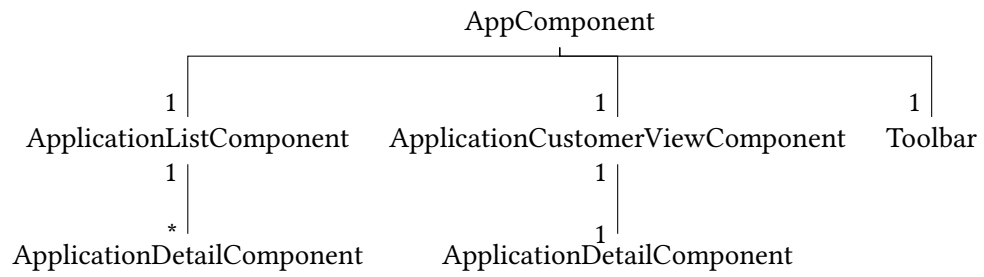 AppComponent
1 1 1
ApplicationListComponent ApplicationCustomerViewComponent Toolbar
1 1
* 1
ApplicationDetailComponent ApplicationDetailComponent